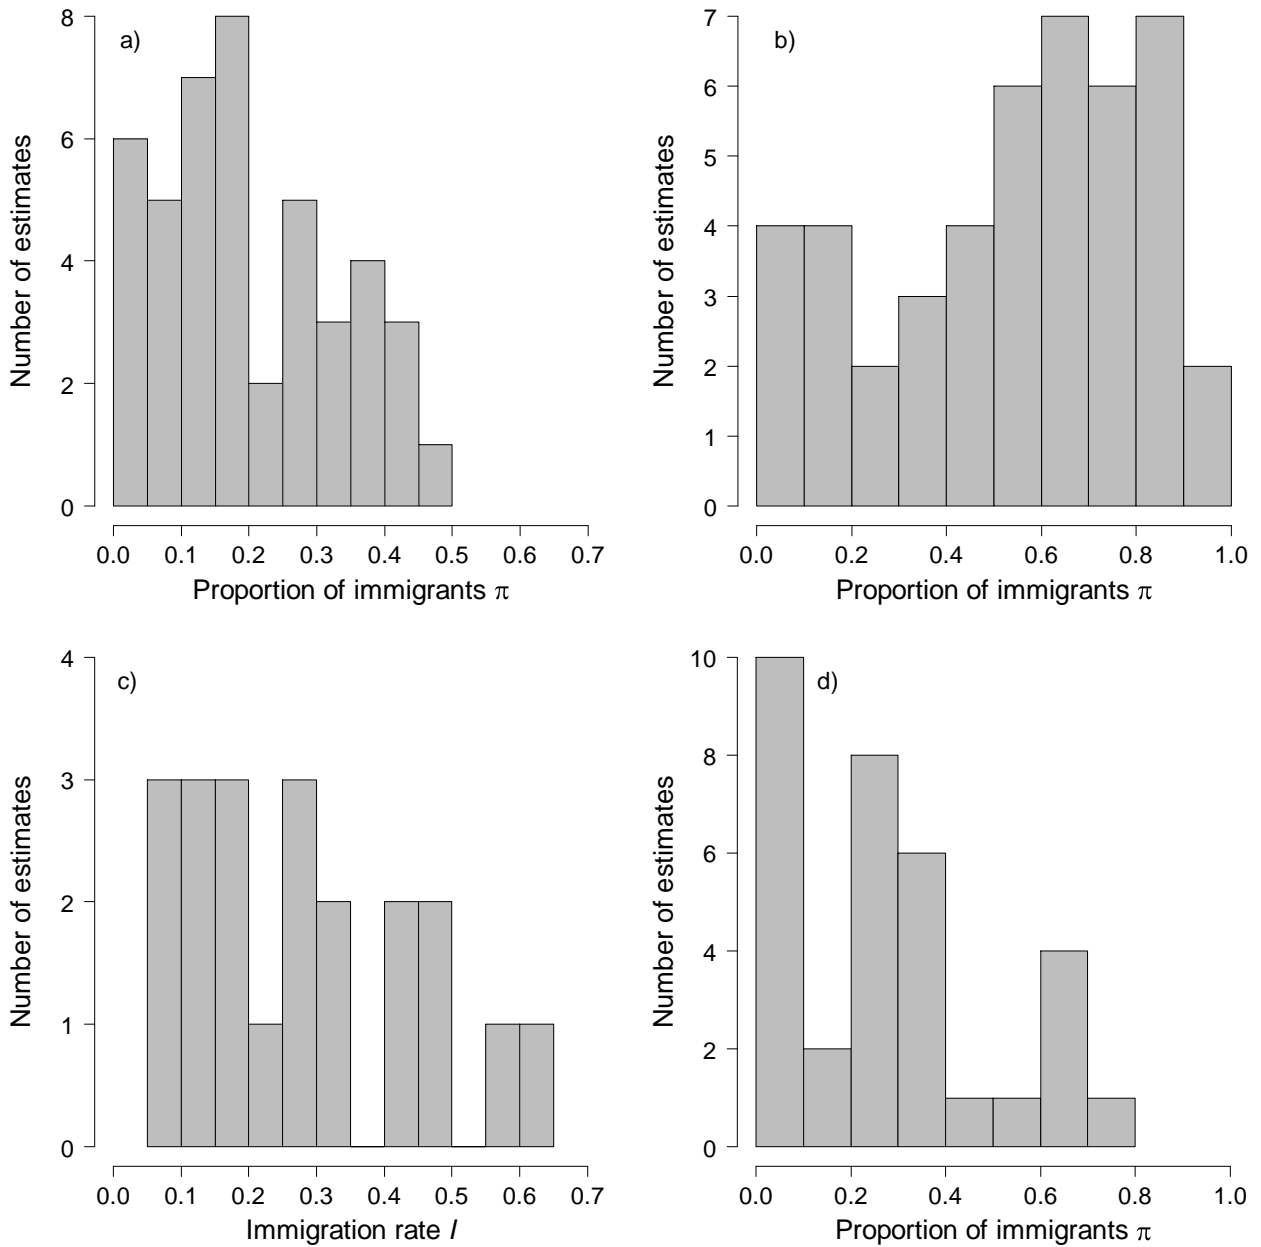 a)
Number of estimates
8
6
4
2
0
0.0 0.1 0.2 0.3 0.4 0.5 0.6 0.7
Proportion of immigrants π
b)
Number of estimates
7
6
5
4
3
2
1
0
0.0 0.2 0.4 0.6 0.8 1.0
Proportion of immigrants π
c)
Number of estimates
4
3
2
1
0
0.0 0.1 0.2 0.3 0.4 0.5 0.6 0.7
Immigration rate I
d)
Number of estimates
10
8
6
4
2
0
0.0 0.2 0.4 0.6 0.8 1.0
Proportion of immigrants π